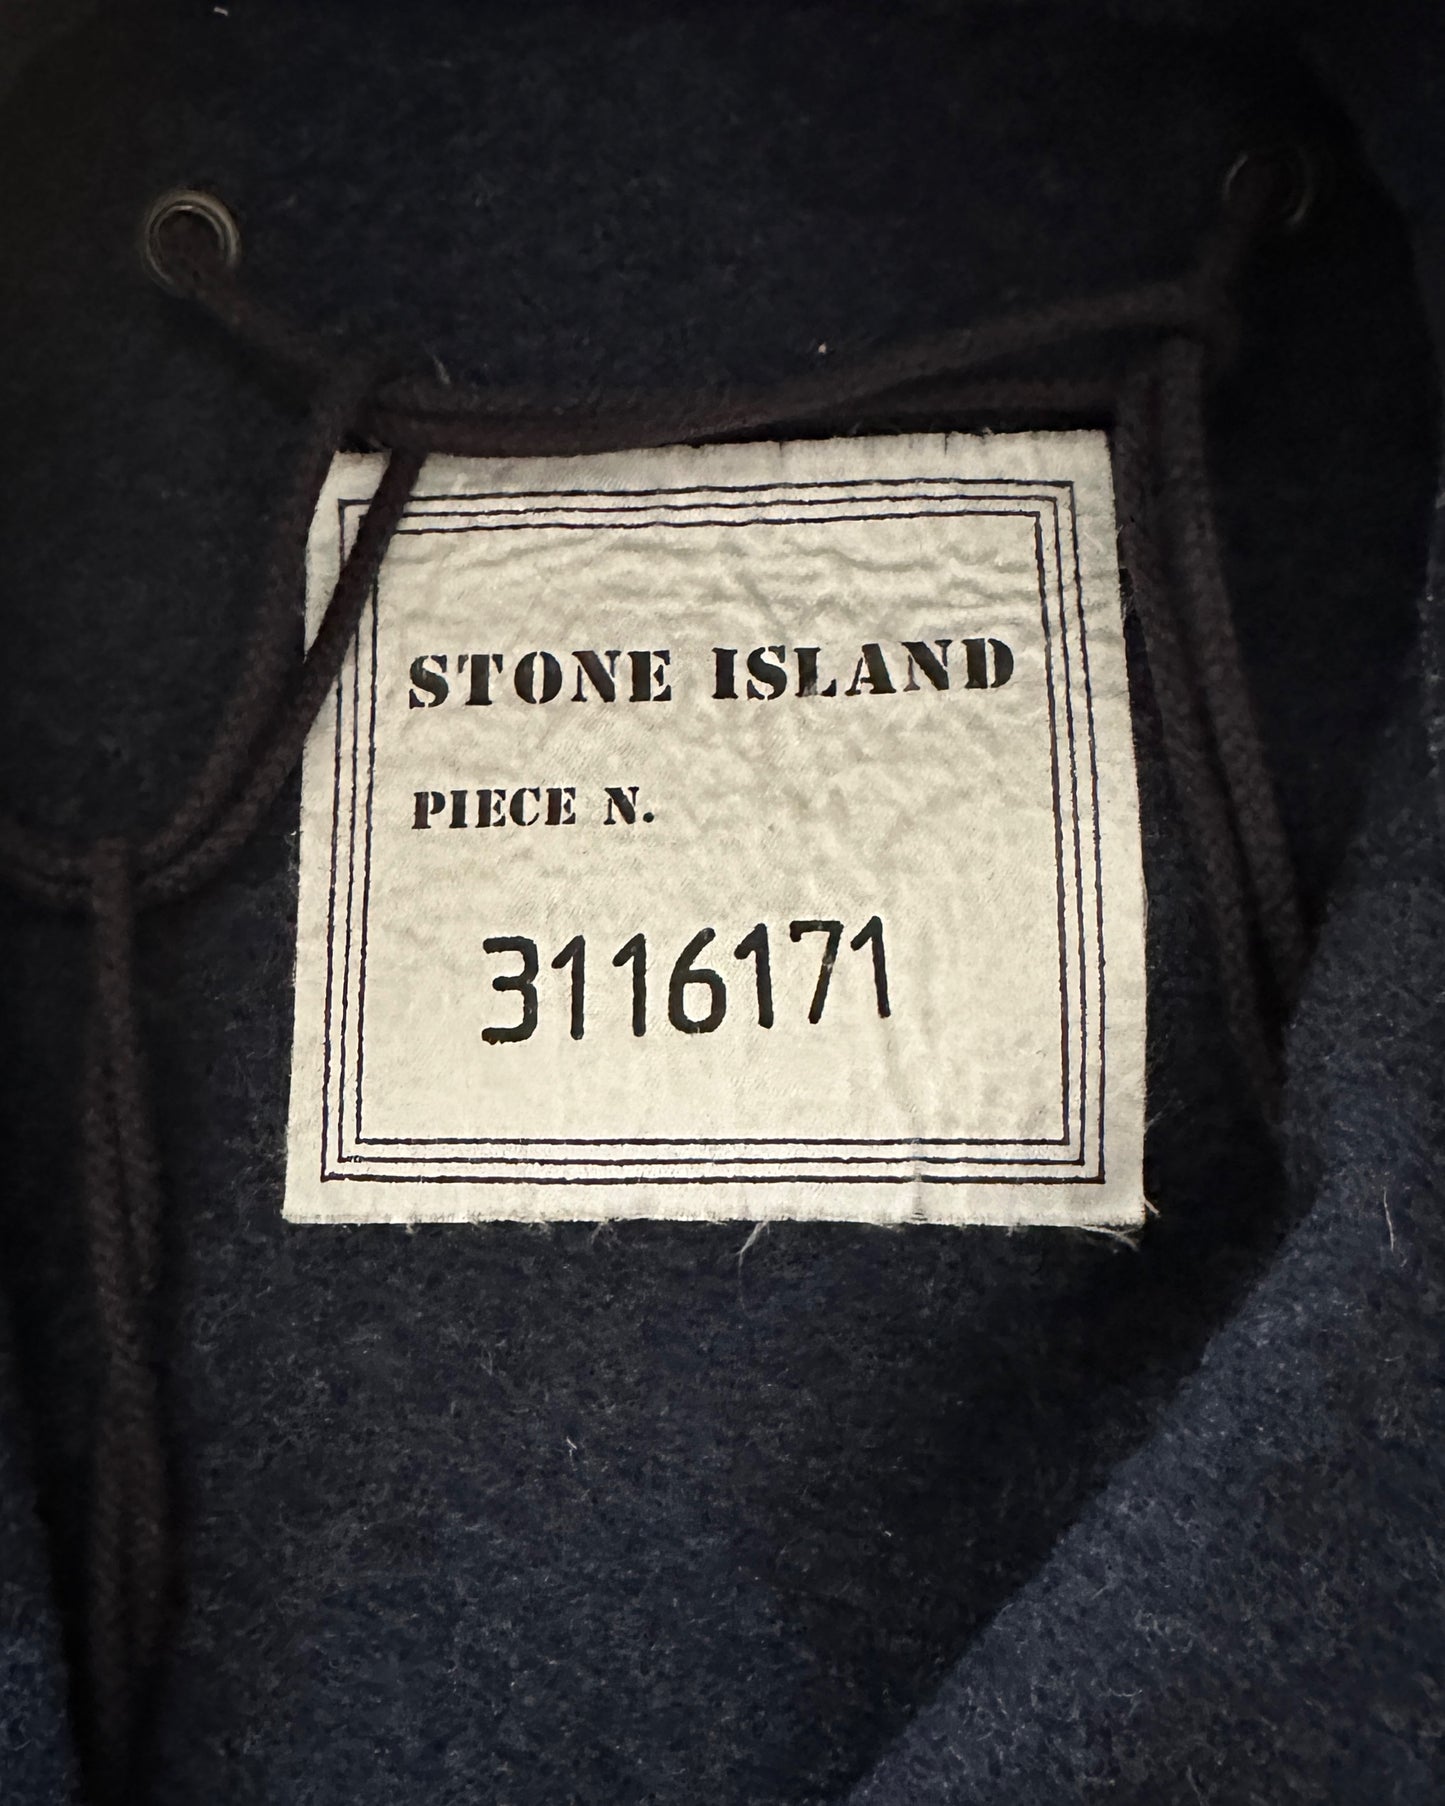 STONE ISLAND
PIECE N.
3116171